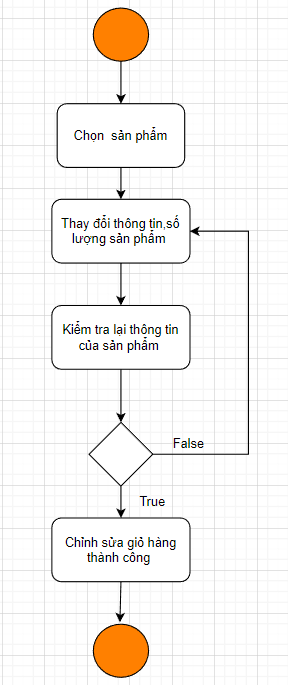 Chọn sản phẩm
Thay đổi thông tin,số
lượng sản phẩm
Kiểm tra lại thông tin
của sản phẩm
False
True
Chỉnh sửa giỏ hàng
thành công